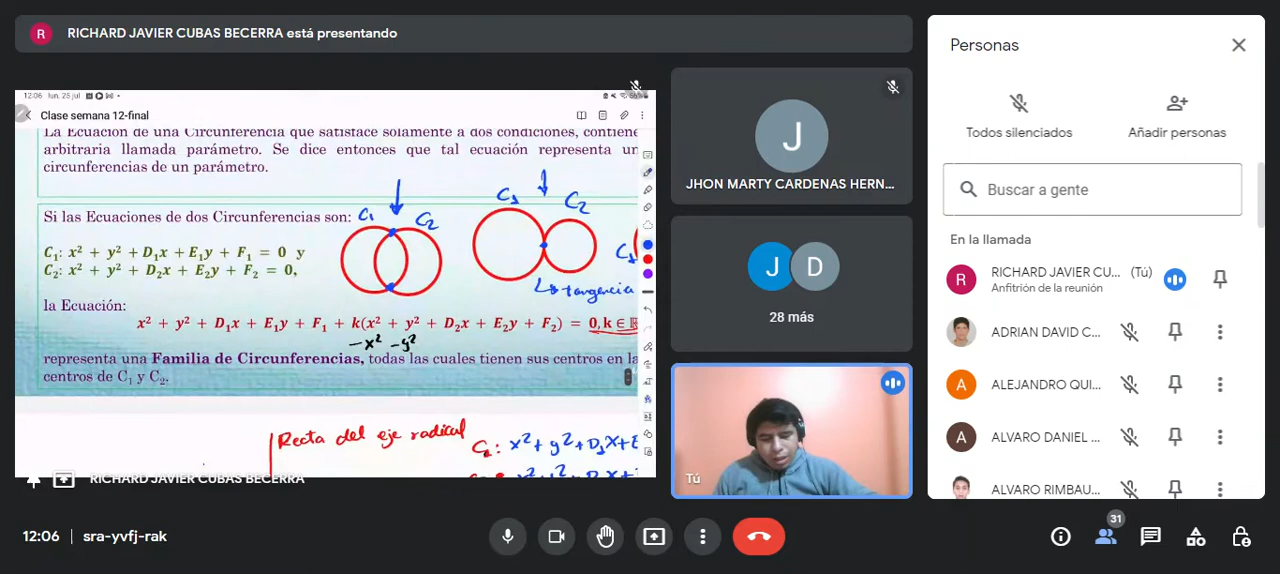 RICHARD JAVIER CUBAS BECERRA está presentando
12:06 lun, 25 jul
Clase semana 12-final
La Ecuación de una Circunferencia que satisface solamente a dos condiciones, contiene
arbitraria llamada parámetro. Se dice entonces que tal ecuación representa un
circunferencias de un parámetro.
Si las Ecuaciones de dos Circunferencias son:
C₁: x² + y² + D₁x + E₁y + F₁ = 0 y
C₂: x² + y² + D₂x + E₂y + F₂ = 0,
C₁ C₂
C₁ C₂
C₁
tangencia
la Ecuación:
x² + y² + D₁x + E₁y + F₁ + k(x² + y² + D₂x + E₂y + F₂) = 0, k ∈ ℝ
-x² -y²
representa una Familia de Circunferencias, todas las cuales tienen sus centros en la
centros de C₁ y C₂.
Recta del eje radical
C₁: x² + y² + D₁x + E
RICHARD JAVIER CUBAS BECERRA
J
JHON MARTY CARDENAS HERN...
J D
28 más
Tú
Personas
Todos silenciados
Añadir personas
Buscar a gente
En la llamada
R
RICHARD JAVIER CU... (Tú)
Anfitrión de la reunión
ADRIAN DAVID C...
A
ALEJANDRO QUI...
A
ALVARO DANIEL ...
ALVARO RIMBAU...
12:06 | sra-yvfj-rak
31